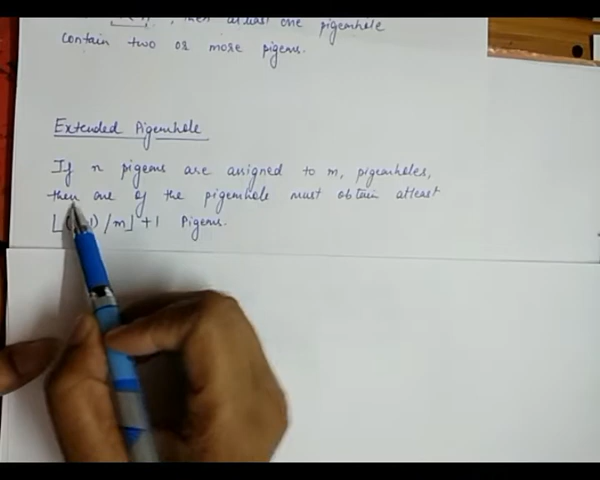 , then atleast one pigeonhole
contain two or more pigeons.
Extended Pigeonhole
If n pigeons are assigned to m, pigeonholes,
then one of the pigeonhole must obtain atleast
/m⌋ +1 Pigeons.